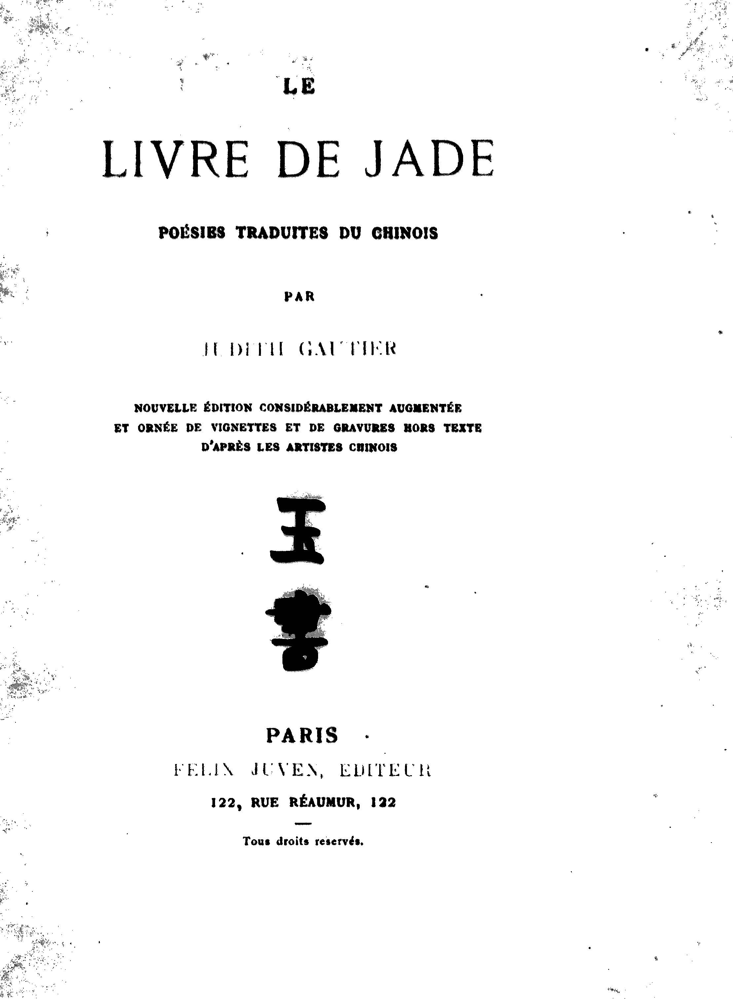 LE
LIVRE DE JADE
POÉSIES TRADUITES DU CHINOIS
PAR
JUDITH GAUTIER
NOUVELLE ÉDITION CONSIDÉRABLEMENT AUGMENTÉE
ET ORNÉE DE VIGNETTES ET DE GRAVURES HORS TEXTE
D'APRÈS LES ARTISTES CHINOIS
玉
書
PARIS
FELIX JUVEN, EDITEUR
122, RUE RÉAUMUR, 122
Tous droits reservés.